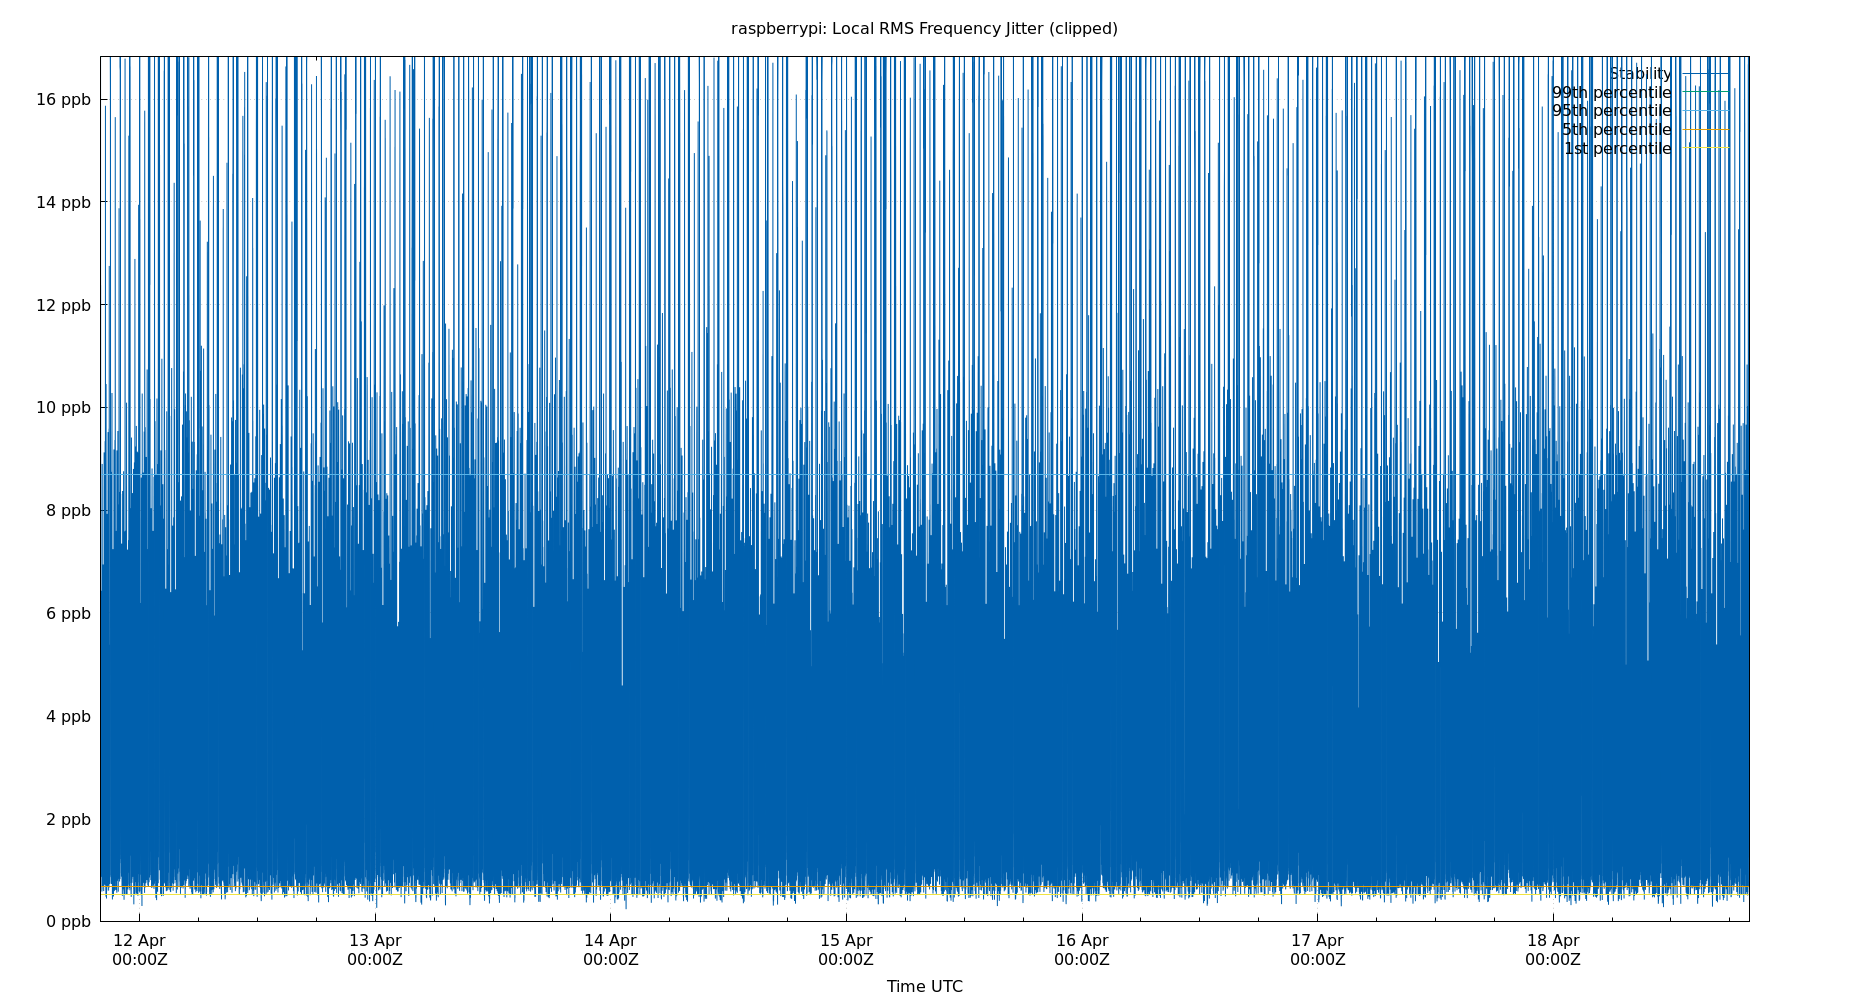 raspberrypi: Local RMS Frequency Jitter (clipped)
Stability
99th percentile
95th percentile
5th percentile
1st percentile
16 ppb
14 ppb
12 ppb
10 ppb
8 ppb
6 ppb
4 ppb
2 ppb
0 ppb
12 Apr 13 Apr 14 Apr 15 Apr 16 Apr 17 Apr 18 Apr
00:00Z 00:00Z 00:00Z 00:00Z 00:00Z 00:00Z 00:00Z
Time UTC